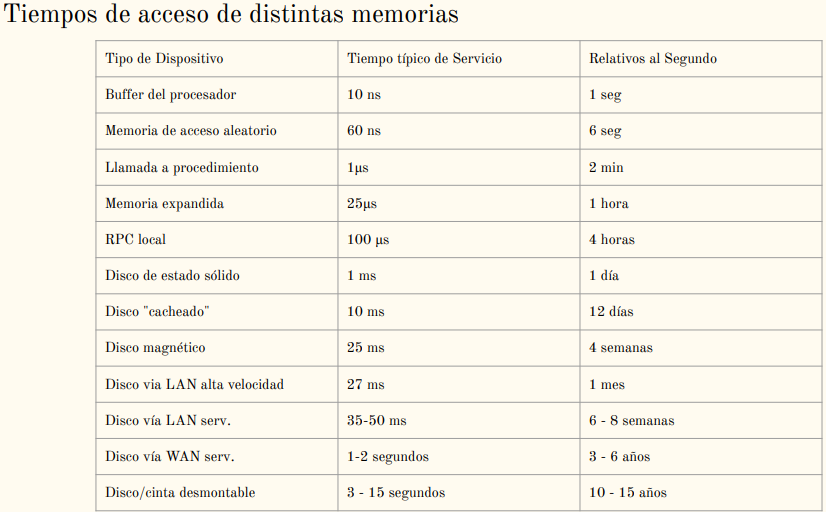 Tiempos de acceso de distintas memorias
Tipo de Dispositivo Tiempo típico de Servicio Relativos al Segundo
Buffer del procesador 10 ns 1 seg
Memoria de acceso aleatorio 60 ns 6 seg
Llamada a procedimiento 1µs 2 min
Memoria expandida 25µs 1 hora
RPC local 100 µs 4 horas
Disco de estado sólido 1 ms 1 día
Disco "cacheado" 10 ms 12 días
Disco magnético 25 ms 4 semanas
Disco via LAN alta velocidad 27 ms 1 mes
Disco vía LAN serv. 35-50 ms 6 - 8 semanas
Disco vía WAN serv. 1-2 segundos 3 - 6 años
Disco/cinta desmontable 3 - 15 segundos 10 - 15 años